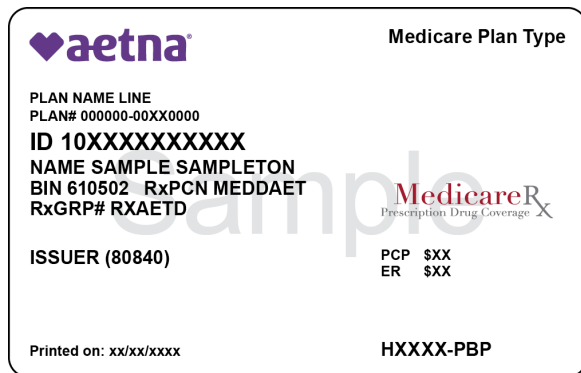 aetna®
Medicare Plan Type
PLAN NAME LINE
PLAN# 000000-00XX0000
ID 10XXXXXXXXXX
NAME SAMPLE SAMPLETON
BIN 610502 RxPCN MEDDAET
RxGRP# RXAETD
Sample
MedicareRx
Prescription Drug Coverage
ISSUER (80840)
PCP $XX
ER $XX
Printed on: xx/xx/xxxx
HXXXX-PBP